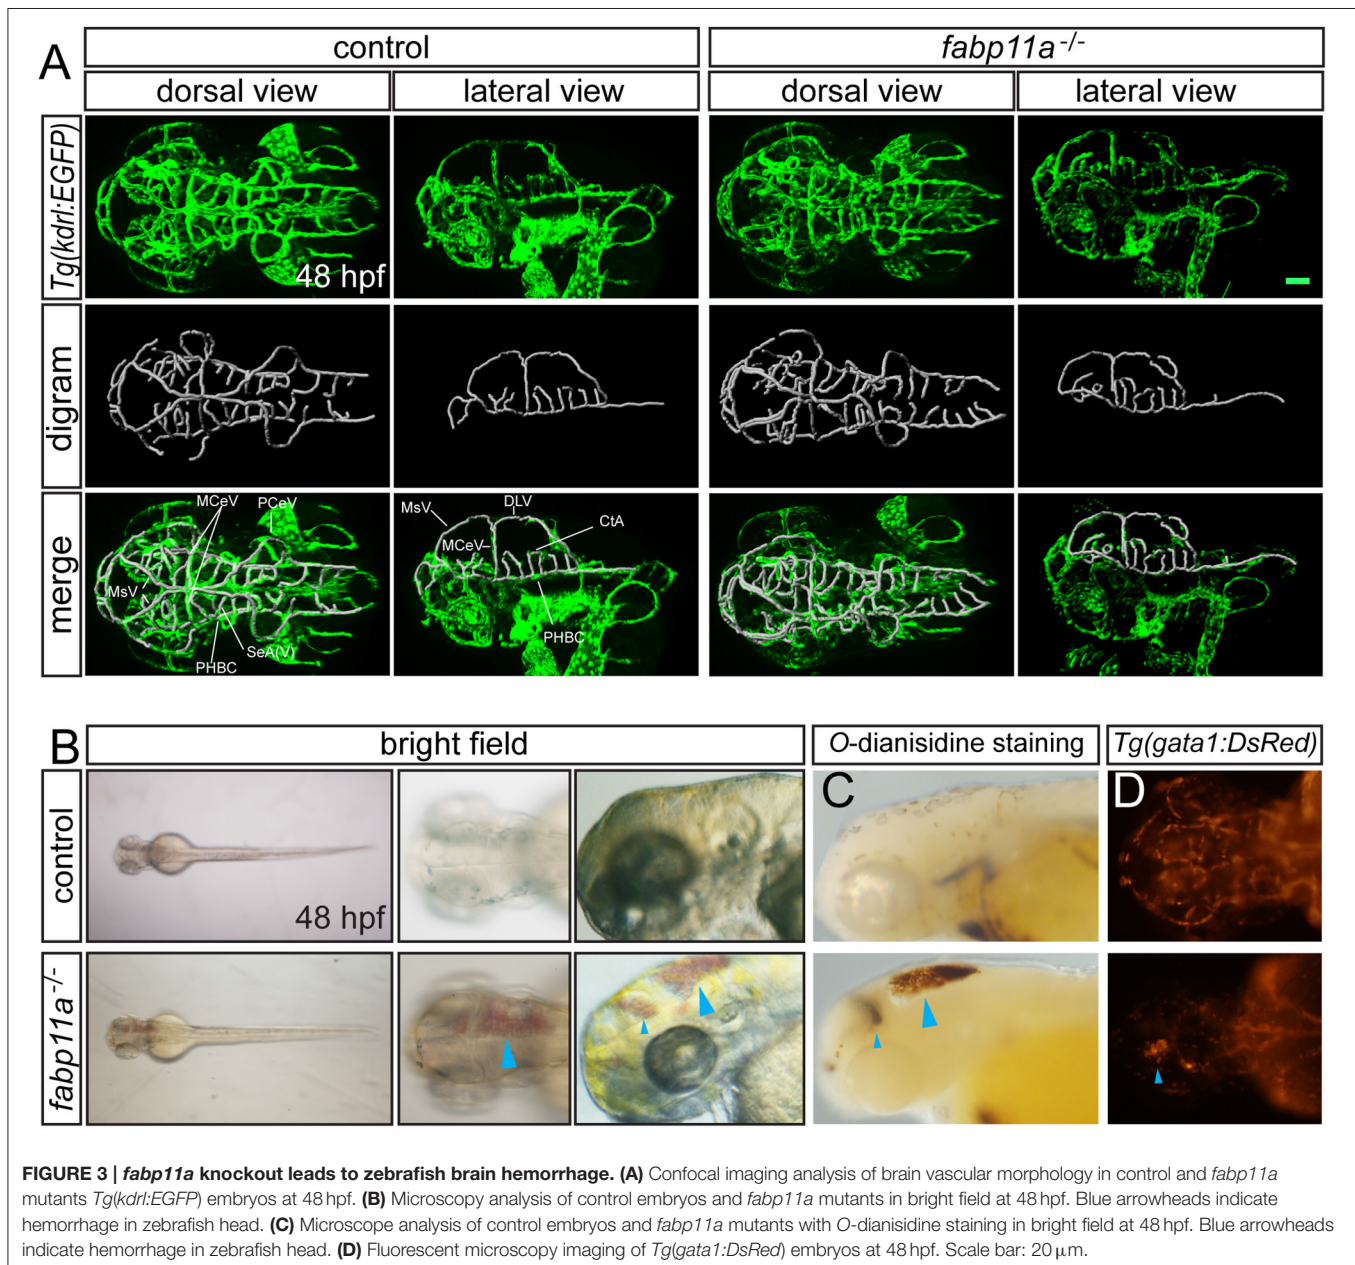 A
control
fabp11a -/-
dorsal view
lateral view
dorsal view
lateral view
Tg(kdrl:EGFP)
48 hpf
digram
merge
MCeV
PCeV
MsV
SeA(V)
PHBC
MsV
DLV
CtA
MCeV
PHBC
B
bright field
O-dianisidine staining
Tg(gata1:DsRed)
control
48 hpf
C
D
fabp11a -/-
FIGURE 3 | fabp11a knockout leads to zebrafish brain hemorrhage. (A) Confocal imaging analysis of brain vascular morphology in control and fabp11a
mutants Tg(kdrl:EGFP) embryos at 48 hpf. (B) Microscopy analysis of control embryos and fabp11a mutants in bright field at 48 hpf. Blue arrowheads indicate
hemorrhage in zebrafish head. (C) Microscope analysis of control embryos and fabp11a mutants with O-dianisidine staining in bright field at 48 hpf. Blue arrowheads
indicate hemorrhage in zebrafish head. (D) Fluorescent microscopy imaging of Tg(gata1:DsRed) embryos at 48 hpf. Scale bar: 20 μm.